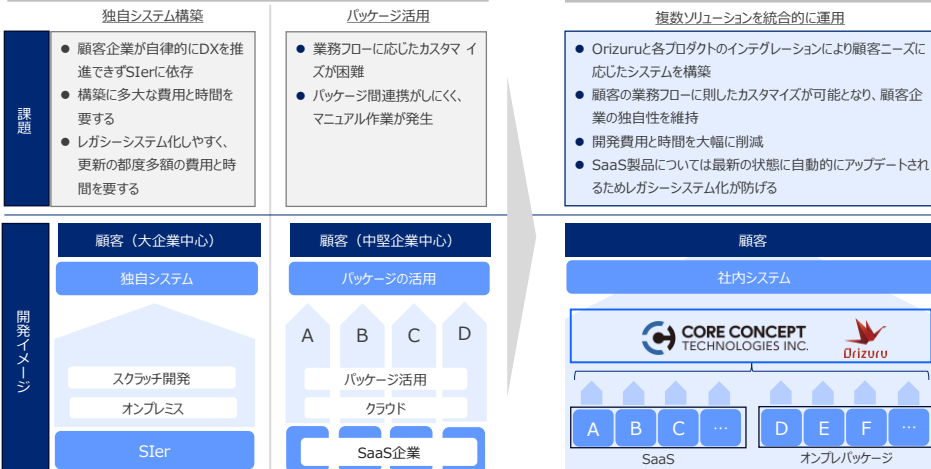 独自システム構築
パッケージ活用
複数ソリューションを統合的に運用
課題
● 顧客企業が自律的にDXを推
進できずSIerに依存
● 構築に多大な費用と時間を
要する
● レガシーシステム化しやすく、
更新の都度多額の費用と時
間を要する
● 業務フローに応じたカスタマ イ
ズが困難
● パッケージ間連携がしにくく、
マニュアル作業が発生
● Orizuruと各プロダクトのインテグレーションにより顧客ニーズに
応じたシステムを構築
● 顧客の業務フローに則したカスタマイズが可能となり、顧客企
業の独自性を維持
● 開発費用と時間を大幅に削減
● SaaS製品については最新の状態に自動的にアップデートされ
るためレガシーシステム化が防げる
開発イメージ
顧客（大企業中心）
独自システム
スクラッチ開発
オンプレミス
SIer
顧客（中堅企業中心）
パッケージの活用
A B C D
パッケージ活用
クラウド
SaaS企業
顧客
社内システム
CORE CONCEPT
TECHNOLOGIES INC.
Orizuru
A B C …
D E F …
SaaS
オンプレパッケージ